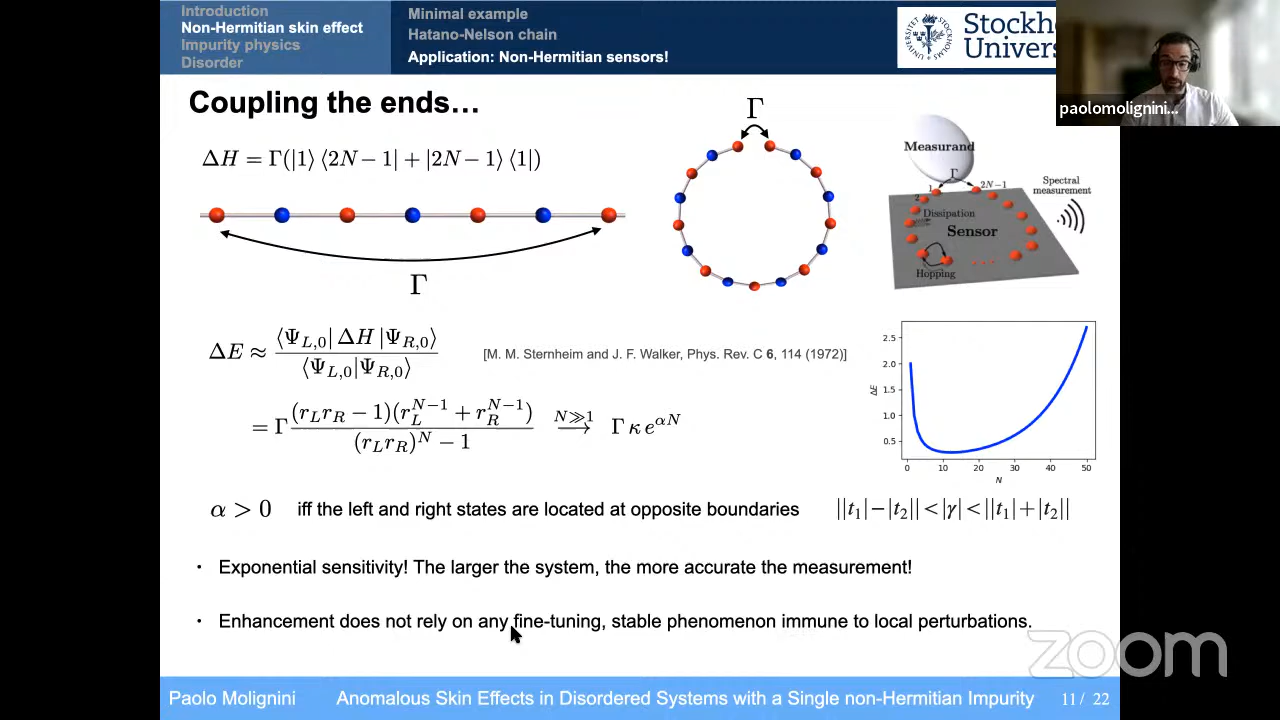 Introduction
Non-Hermitian skin effect
Impurity physics
Disorder
Minimal example
Hatano-Nelson chain
Application: Non-Hermitian sensors!
Stockh
Univer
paolomolignini...
Coupling the ends…
ΔH = Γ(|1⟩ ⟨2N − 1| + |2N − 1⟩ ⟨1|)
Γ
Γ
Measurand
Γ
1
2N−1
2
Spectral
measurement
Dissipation
Sensor
Hopping
ΔE ≈ ⟨Ψ_{L,0}| ΔH |Ψ_{R,0}⟩ / ⟨Ψ_{L,0}|Ψ_{R,0}⟩
[M. M. Sternheim and J. F. Walker, Phys. Rev. C 6, 114 (1972)]
= Γ (r_L r_R − 1)(r_L^{N−1} + r_R^{N−1}) / ((r_L r_R)^N − 1) →^{N≫1} Γ κ e^{αN}
2.5
2.0
1.5
1.0
0.5
ΔE
0 10 20 30 40 50
N
α > 0 iff the left and right states are located at opposite boundaries ||t₁|−|t₂|| < |γ| < ||t₁|+|t₂||
· Exponential sensitivity! The larger the system, the more accurate the measurement!
· Enhancement does not rely on any fine-tuning, stable phenomenon immune to local perturbations.
zoom
Paolo Molignini Anomalous Skin Effects in Disordered Systems with a Single non-Hermitian Impurity 11 / 22